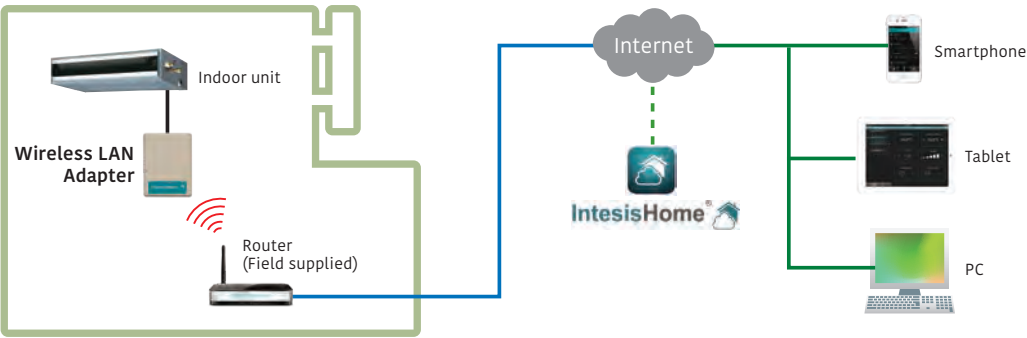 Indoor unit
Wireless LAN
Adapter
Router
(Field supplied)
Internet
IntesisHome®
Smartphone
Tablet
PC